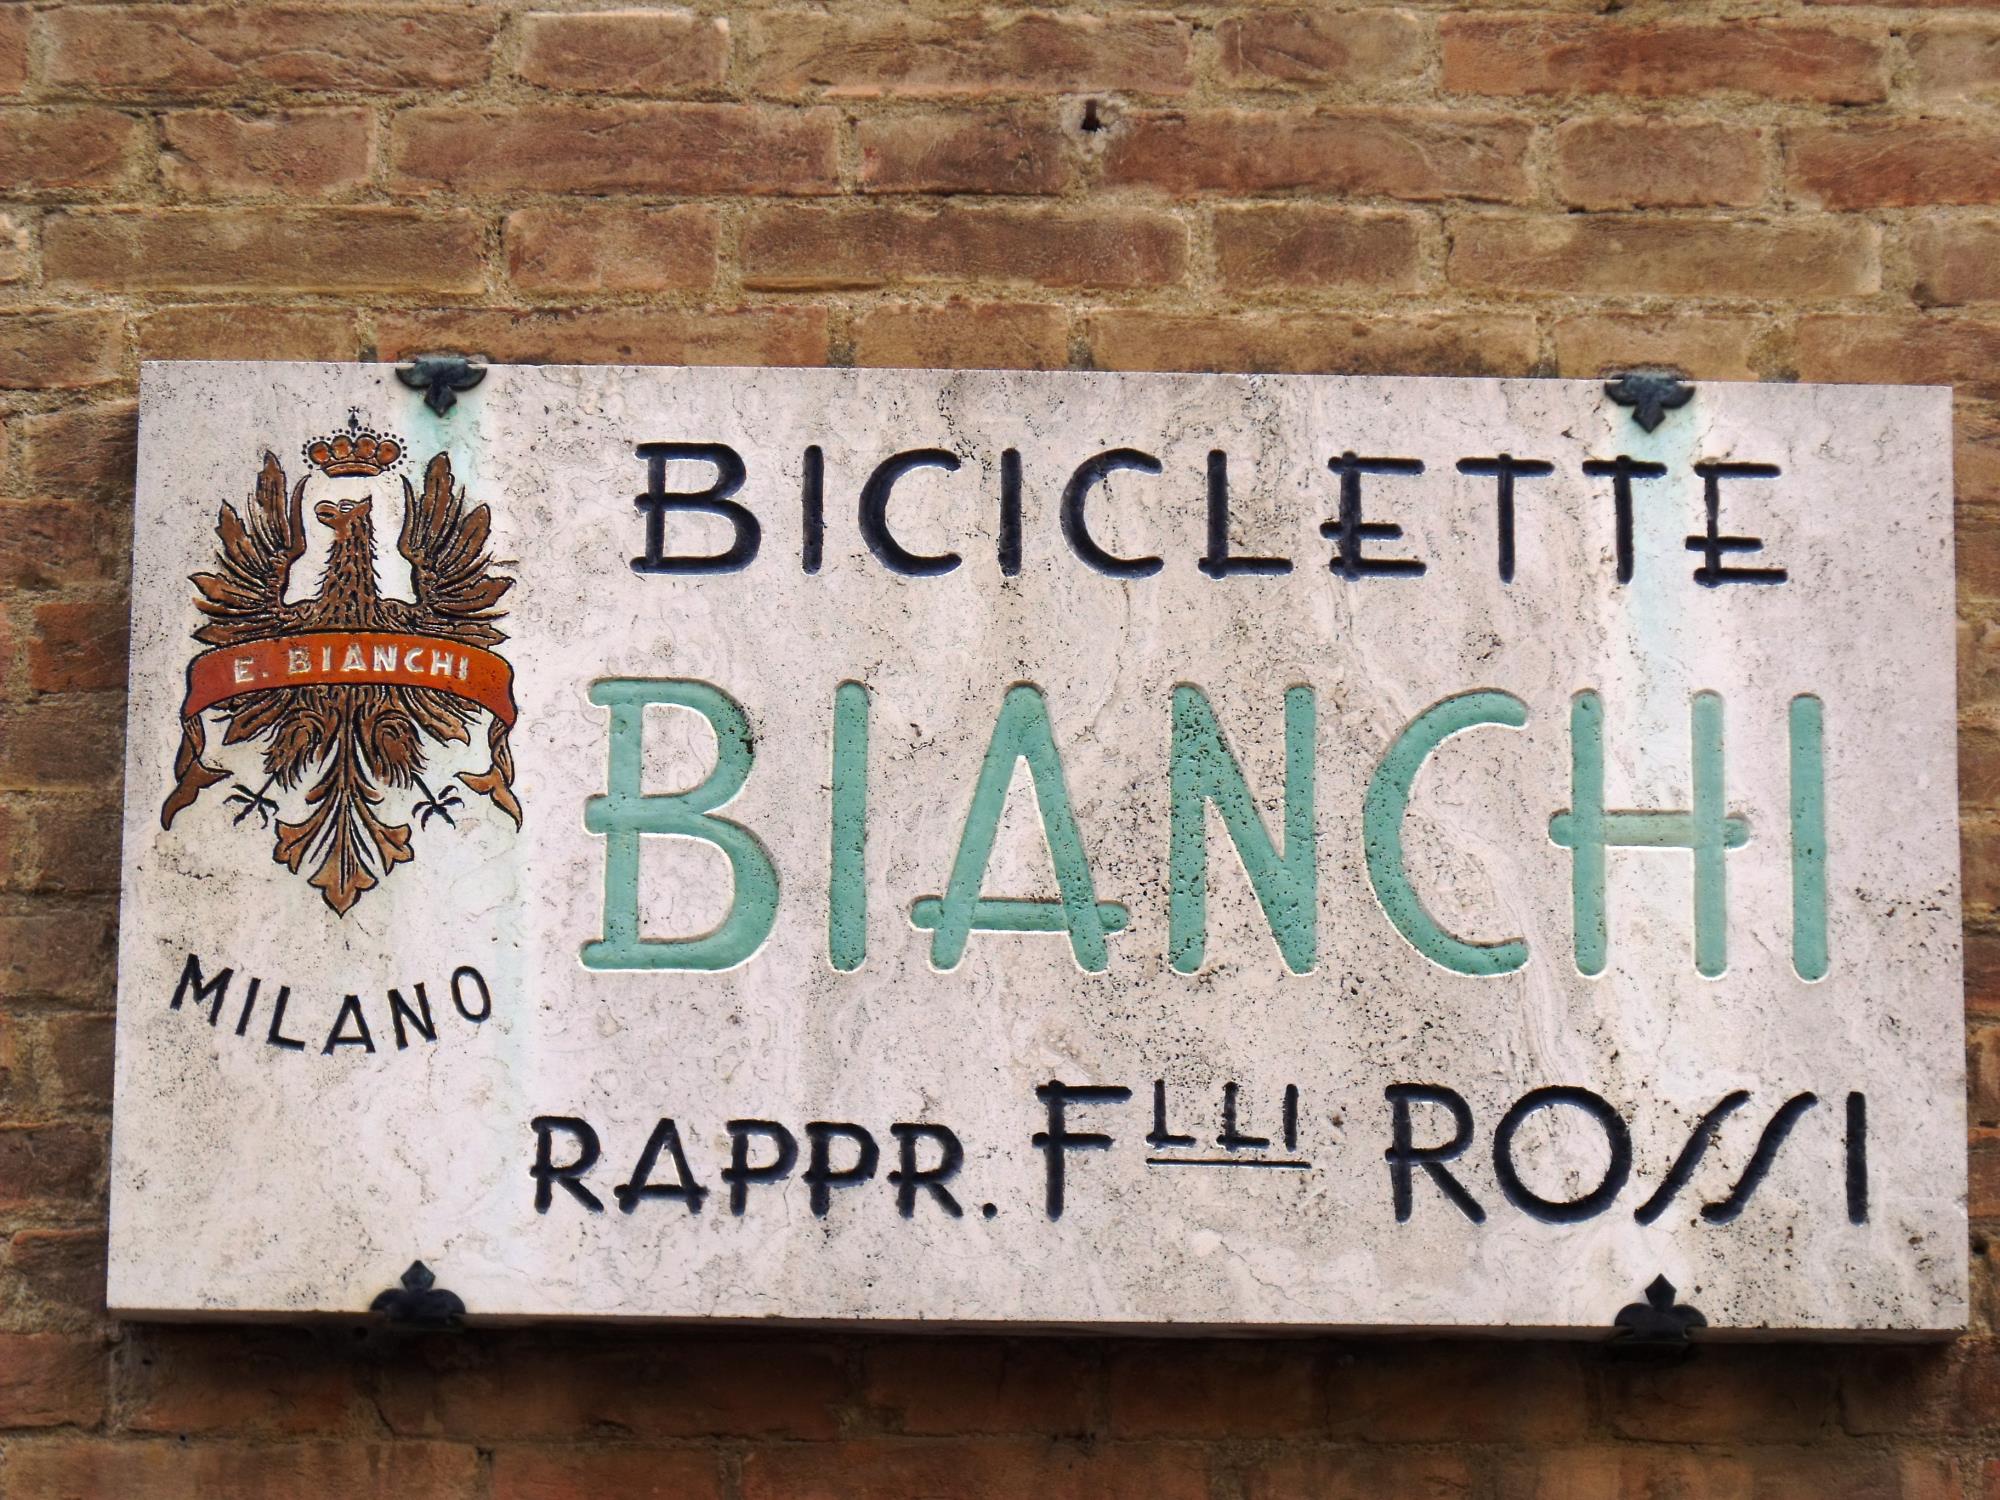 E. BIANCHI
MILANO
BICICLETTE
BIANCHI
RAPPR. FLLI ROSSI